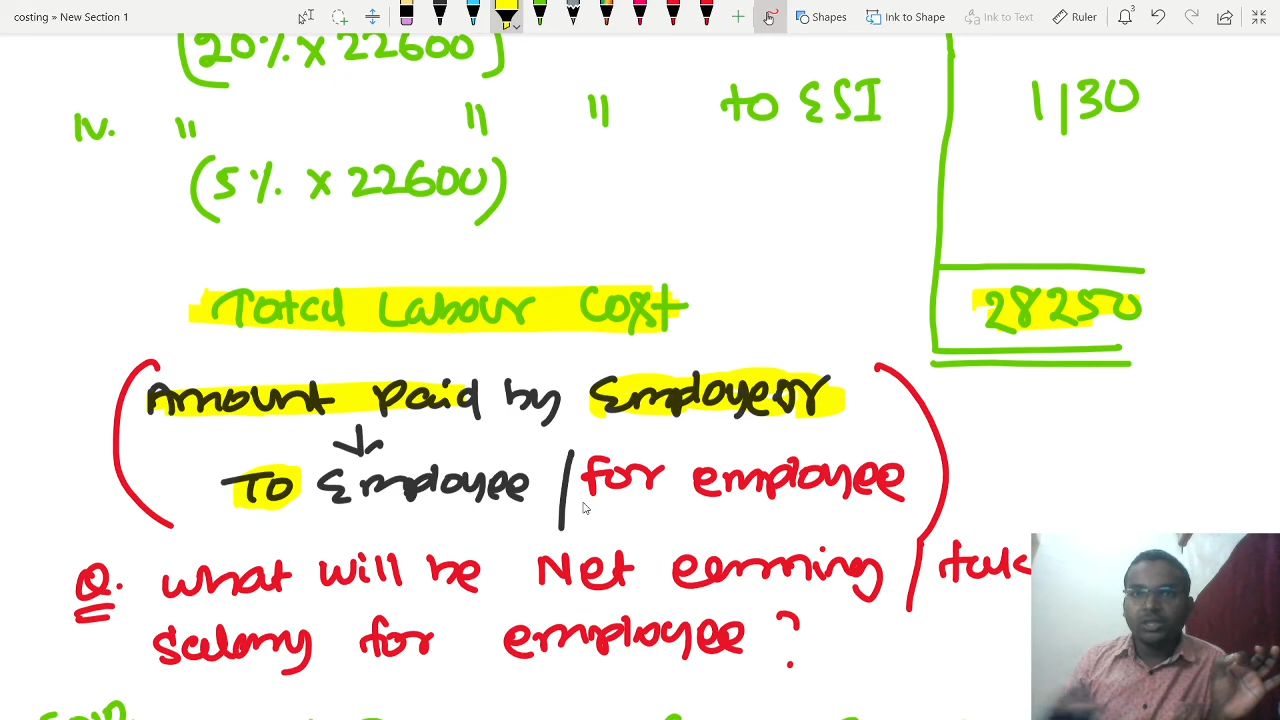 costing » New Section 1
Shapes Ink to Shape Ink to Text Ruler
(20% x 22600)
iv. " " " to ESI 1130
(5% x 22600)
Total Labour Cost 28250
(Amount paid by Employer
To Employee / for employee)
Q. what will be Net earning / tak
salary for employee ?